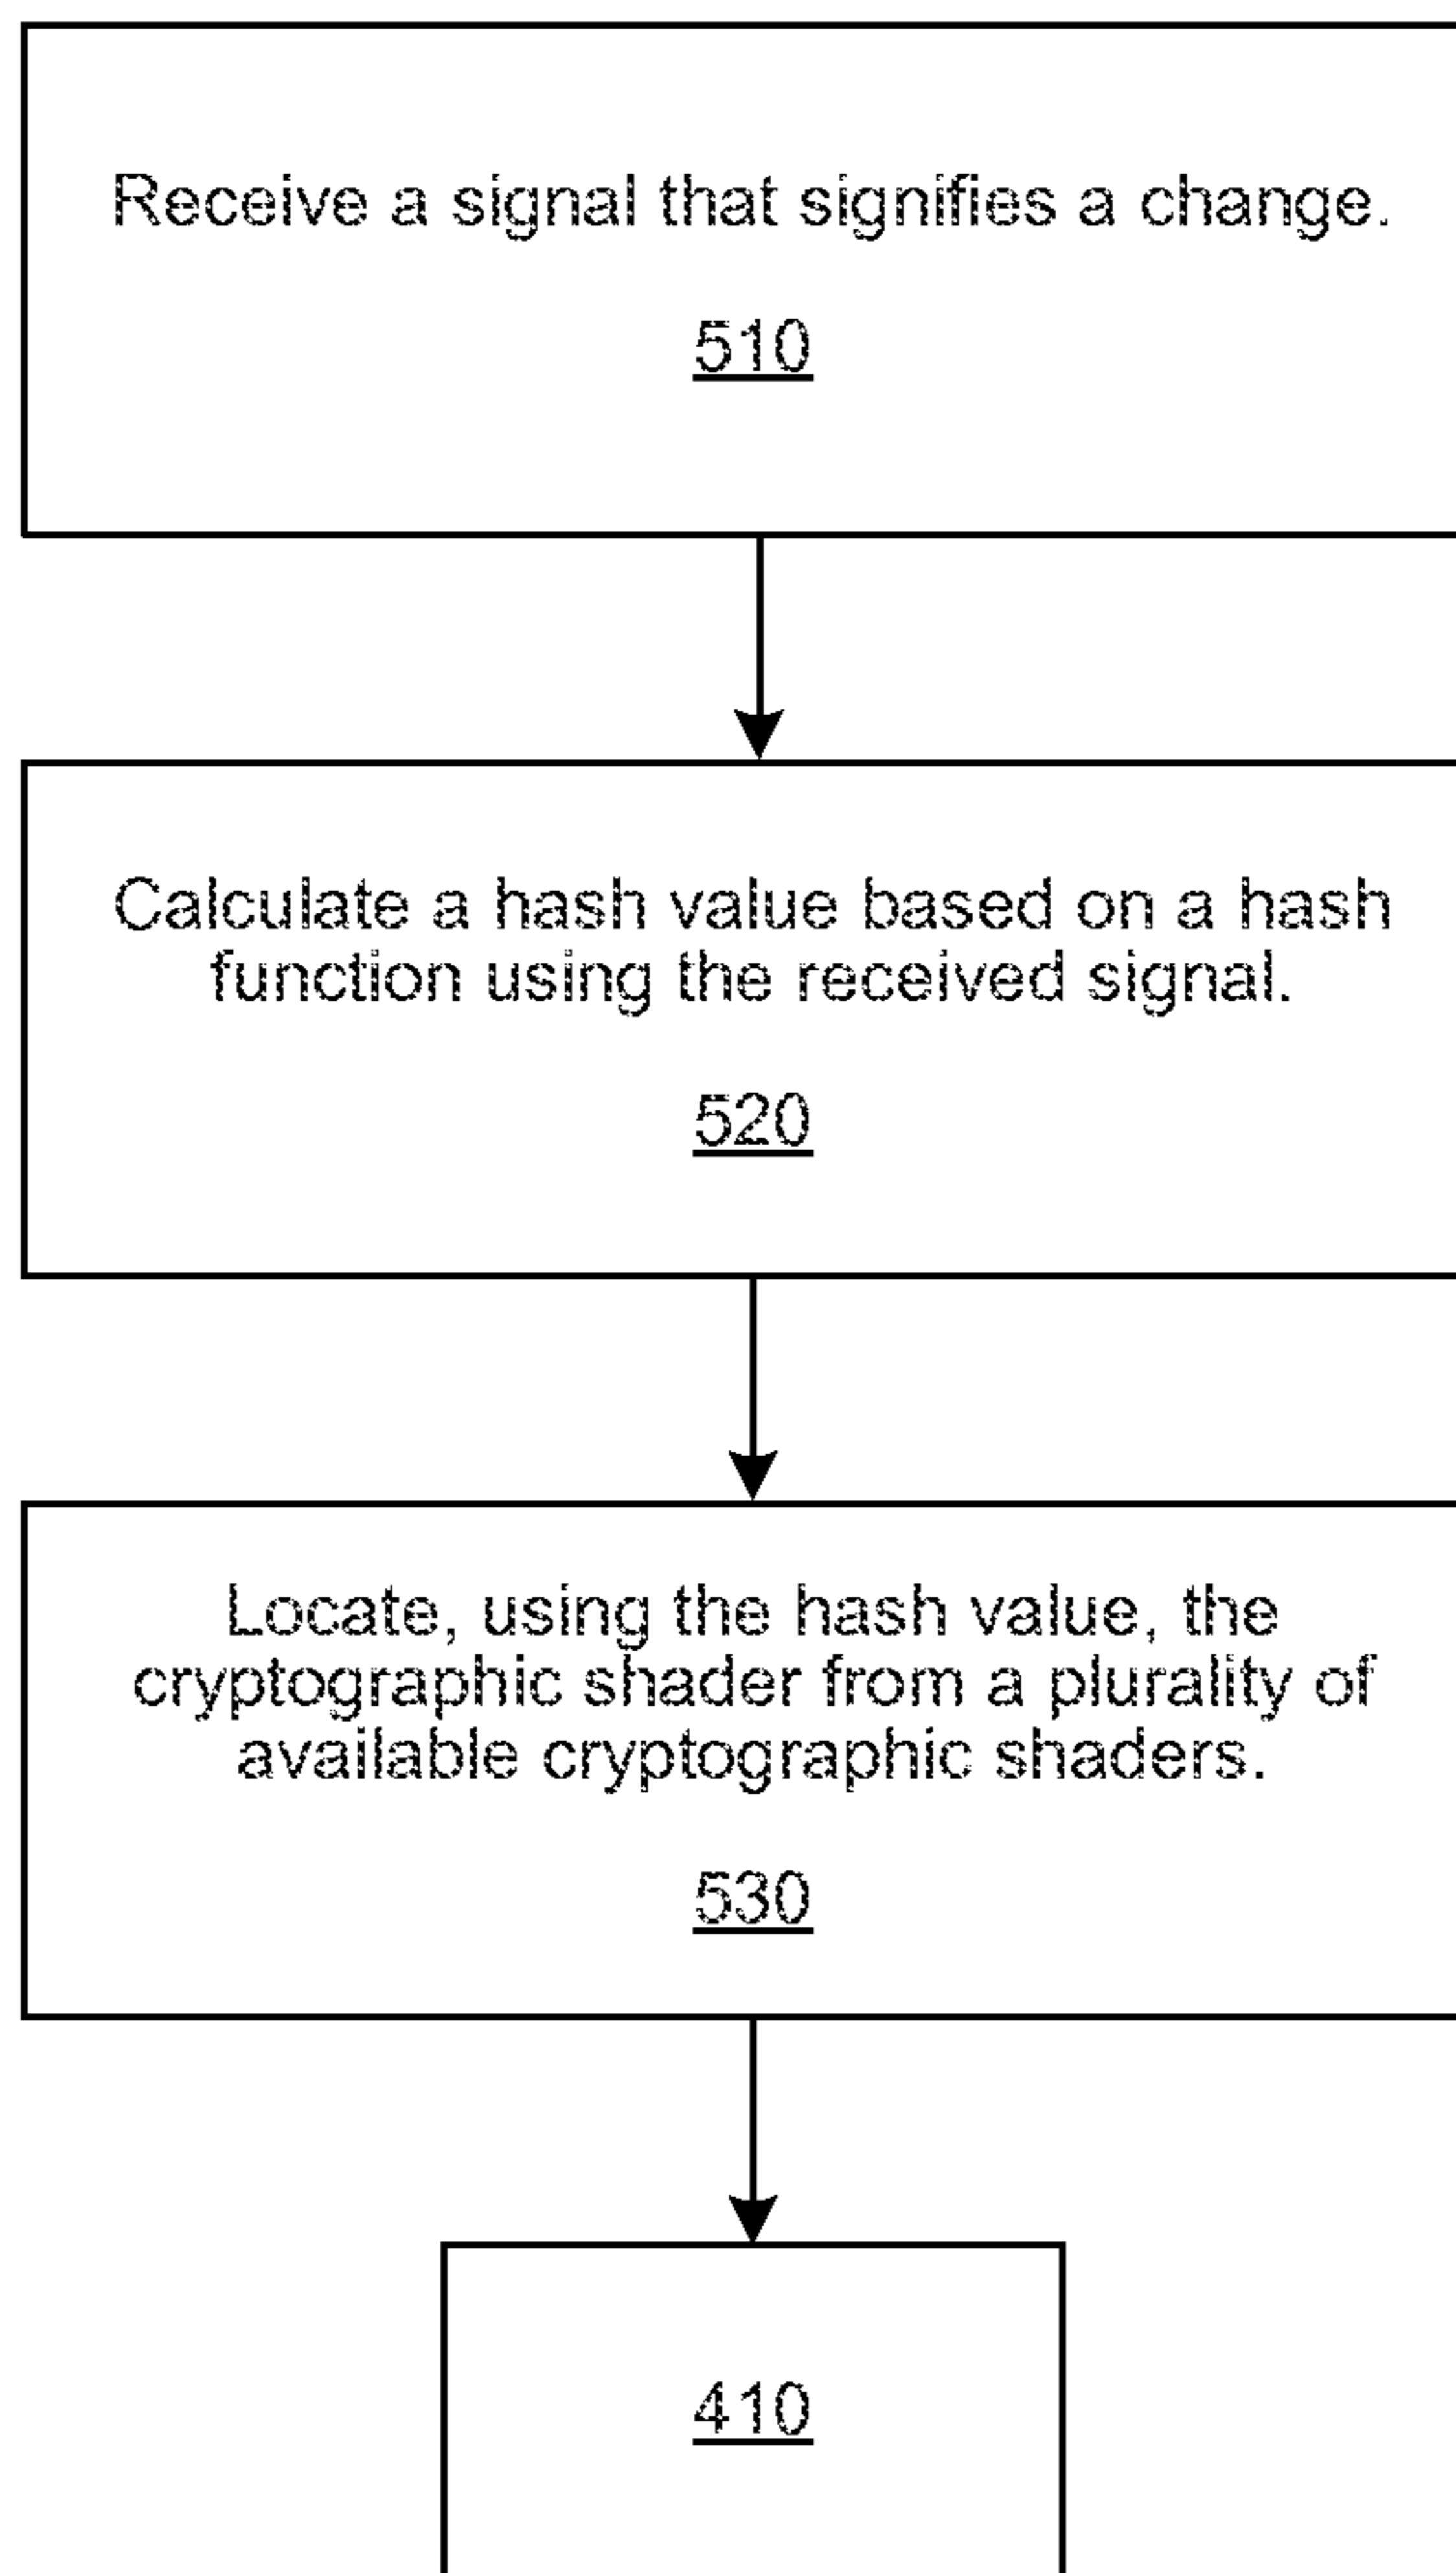 Receive a signal that signifies a change.
510
Calculate a hash value based on a hash
function using the received signal.
520
Locate, using the hash value, the
cryptographic shader from a plurality of
available cryptographic shaders.
530
410